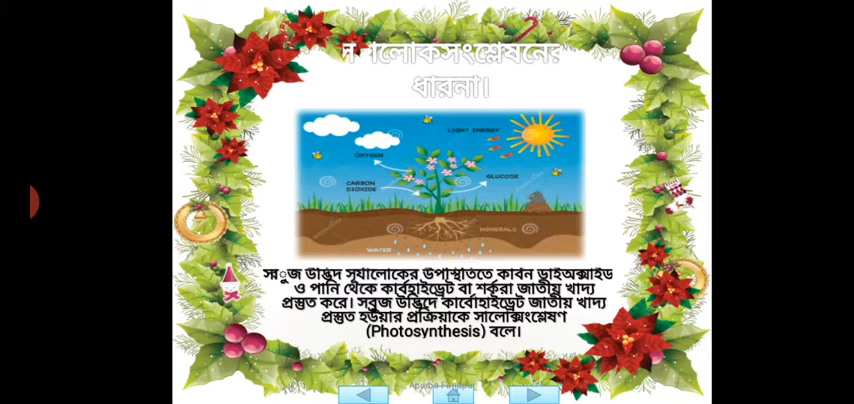 সালোকসংশ্লেষনের
ধারনা।
LIGHT ENERGY
OXYGEN
CARBON
DIOXIDE
GLUCOSE
MINERALS
WATER
সবুজ উদ্ভিদ সূর্যালোকের উপস্থিতিতে কার্বন ডাইঅক্সাইড
ও পানি থেকে কার্বহাইড্রেট বা শর্করা জাতীয় খাদ্য
প্রস্তুত করে। সবুজ উদ্ভিদে কার্বোহাইড্রেট জাতীয় খাদ্য
প্রস্তুত হওয়ার প্রক্রিয়াকে সালোক্সিংশ্লেষণ
(Photosynthesis) বলে।